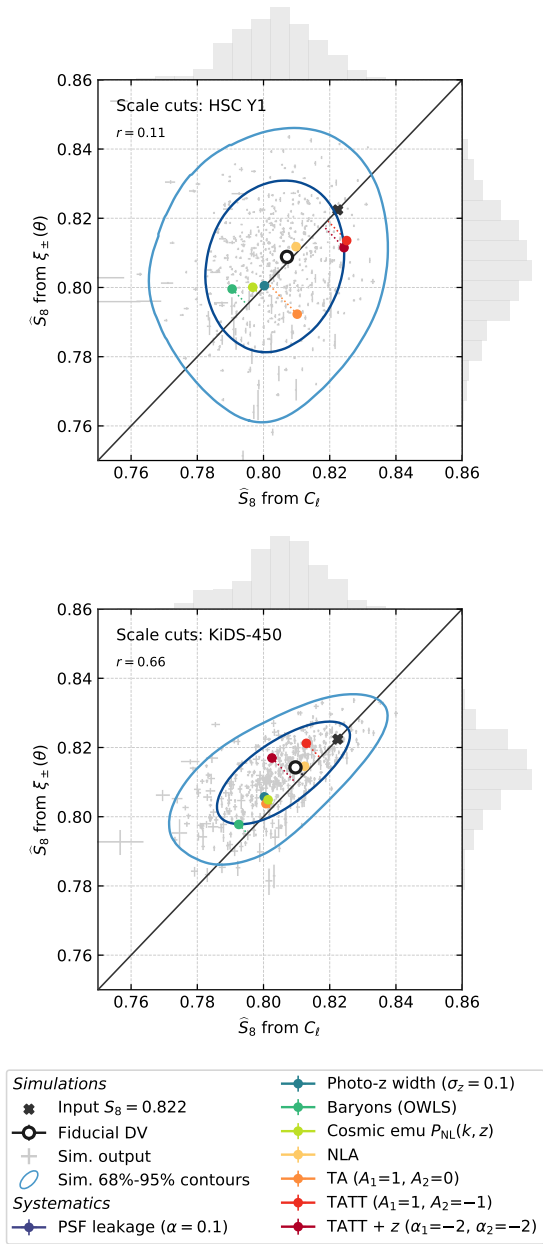 Scale cuts: HSC Y1
r = 0.11
0.86
0.84
0.82
0.80
0.78
0.76
Ŝ₈ from ξ±(θ)
0.76 0.78 0.80 0.82 0.84 0.86
Ŝ₈ from Cℓ
Scale cuts: KiDS-450
r = 0.66
0.86
0.84
0.82
0.80
0.78
0.76
Ŝ₈ from ξ±(θ)
0.76 0.78 0.80 0.82 0.84 0.86
Ŝ₈ from Cℓ
Simulations
Input S₈ = 0.822
Fiducial DV
Sim. output
Sim. 68%-95% contours
Systematics
PSF leakage (α = 0.1)
Photo-z width (σz = 0.1)
Baryons (OWLS)
Cosmic emu PNL(k, z)
NLA
TA (A₁=1, A₂=0)
TATT (A₁=1, A₂=−1)
TATT + z (α₁=−2, α₂=−2)